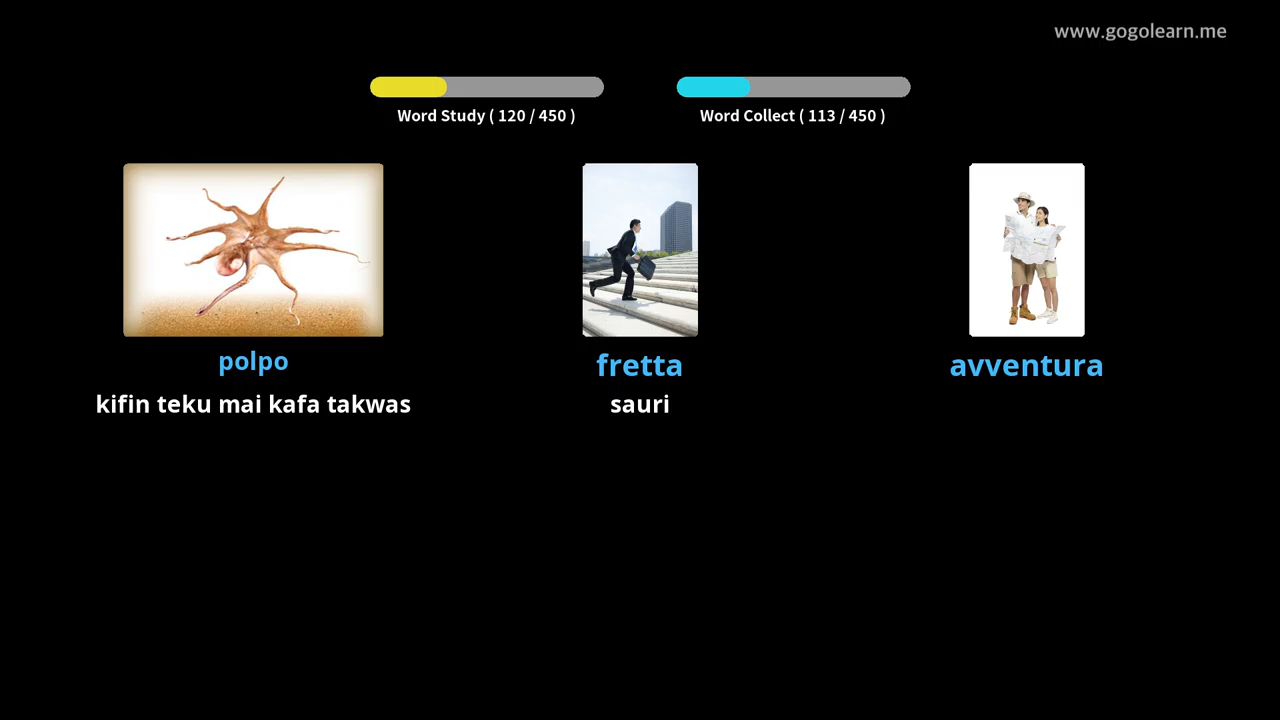 www.gogolearn.me
Word Study ( 120 / 450 )
Word Collect ( 113 / 450 )
polpo
fretta
avventura
kifin teku mai kafa takwas
sauri